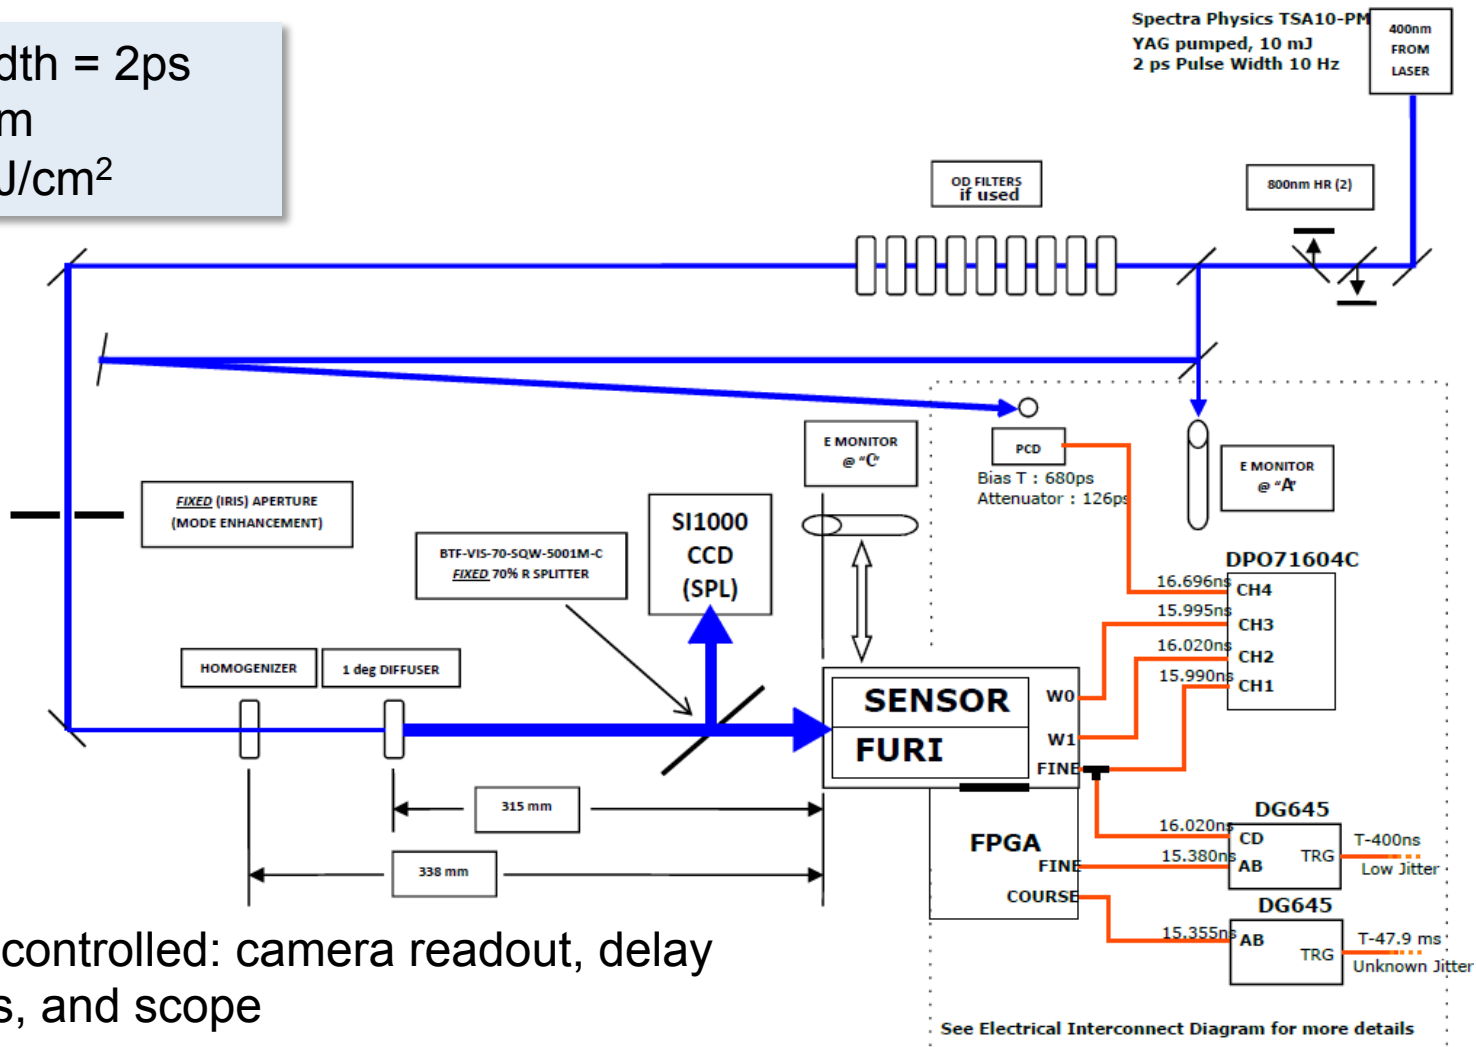 dth = 2ps
m
J/cm²
Spectra Physics TSA10-PM
YAG pumped, 10 mJ
2 ps Pulse Width 10 Hz
400nm
FROM
LASER
OD FILTERS
if used
800nm HR (2)
E MONITOR
@ "C"
PCD
Bias T : 680ps
Attenuator : 126ps
E MONITOR
@ "A"
FIXED (IRIS) APERTURE
(MODE ENHANCEMENT)
BTF-VIS-70-SQW-5001M-C
FIXED 70% R SPLITTER
SI1000
CCD
(SPL)
DPO71604C
16.696ns
CH4
15.995ns
CH3
16.020ns
CH2
15.990ns
CH1
HOMOGENIZER
1 deg DIFFUSER
SENSOR
FURI
W0
W1
FINE
315 mm
338 mm
FPGA
FINE
COURSE
DG645
16.020ns
CD
15.380ns
AB
TRG
T-400ns
Low Jitter
DG645
15.355ns
AB
TRG
T-47.9 ms
Unknown Jitter
controlled: camera readout, delay
s, and scope
See Electrical Interconnect Diagram for more details